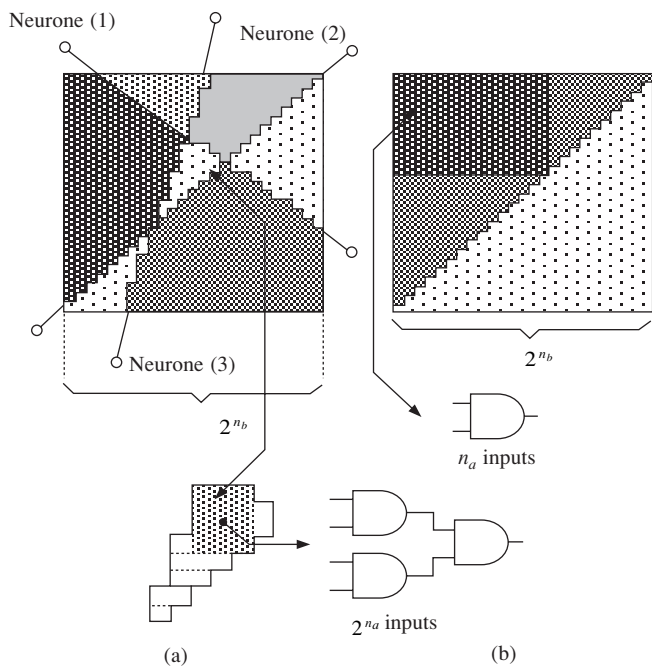 Neurone (1)
Neurone (2)
Neurone (3)
2^{n_b}
2^{n_b}
n_a inputs
2^{n_a} inputs
(a)
(b)